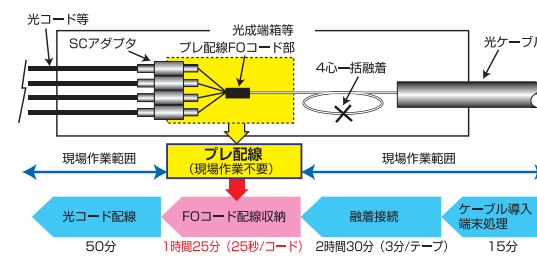 光コード等
SCアダプタ
光成端箱等
プレ配線FOコード部
光ケーブル
4心一括融着
現場作業範囲
プレ配線
(現場作業不要)
現場作業範囲
光コード配線
FOコード配線収納
融着接続
ケーブル導入
端末処理
50分
1時間25分（25秒/コード）
2時間30分（3分/テープ）
15分